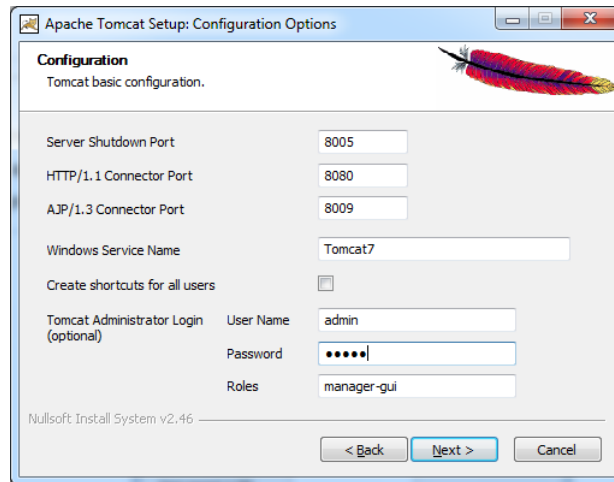 Apache Tomcat Setup: Configuration Options
Configuration
Tomcat basic configuration.
Server Shutdown Port 8005
HTTP/1.1 Connector Port 8080
AJP/1.3 Connector Port 8009
Windows Service Name Tomcat7
Create shortcuts for all users
Tomcat Administrator Login (optional)
User Name admin
Password •••••
Roles manager-gui
Nullsoft Install System v2.46
< Back Next > Cancel